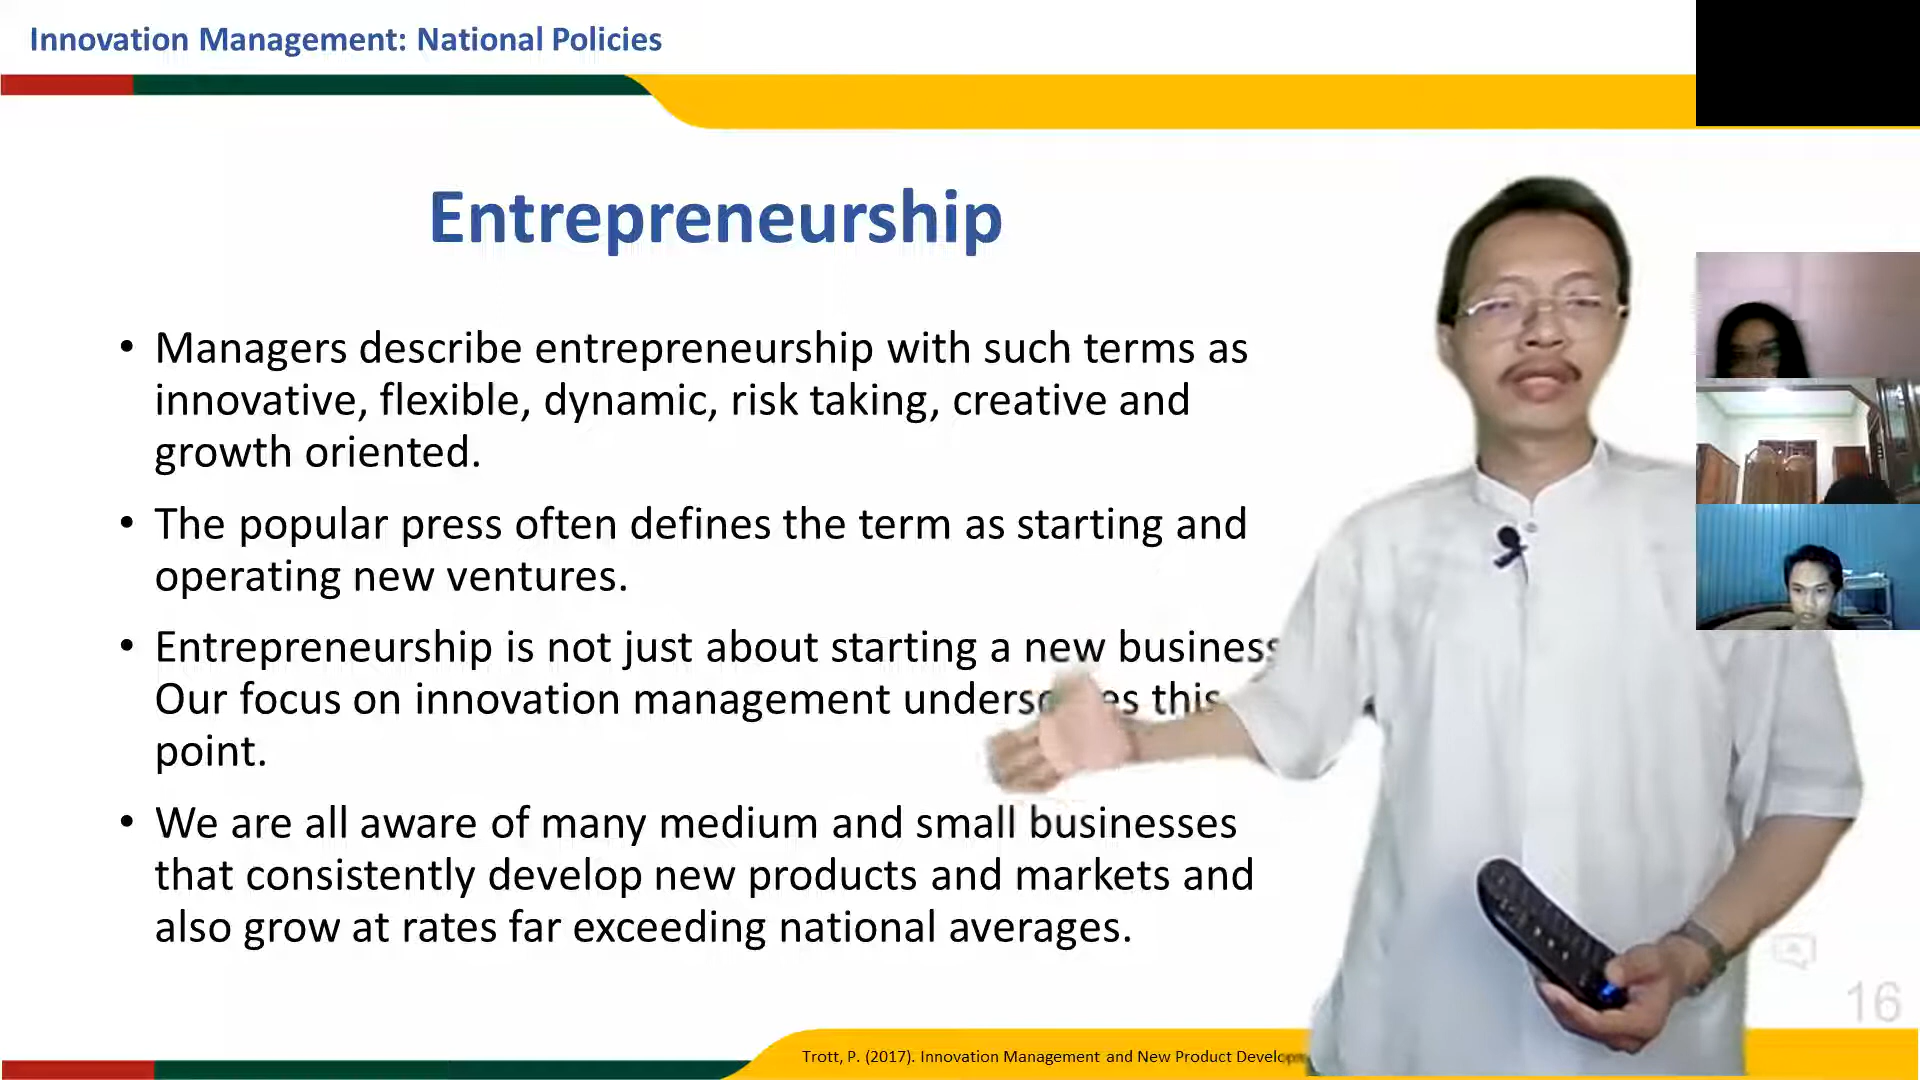 Innovation Management: National Policies
Entrepreneurship
• Managers describe entrepreneurship with such terms as
innovative, flexible, dynamic, risk taking, creative and
growth oriented.
• The popular press often defines the term as starting and
operating new ventures.
• Entrepreneurship is not just about starting a new business
Our focus on innovation management this
point.
• We are all aware of many medium and small businesses
that consistently develop new products and markets and
also grow at rates far exceeding national averages.
16
Trott, P. (2017). Innovation Management and New Product